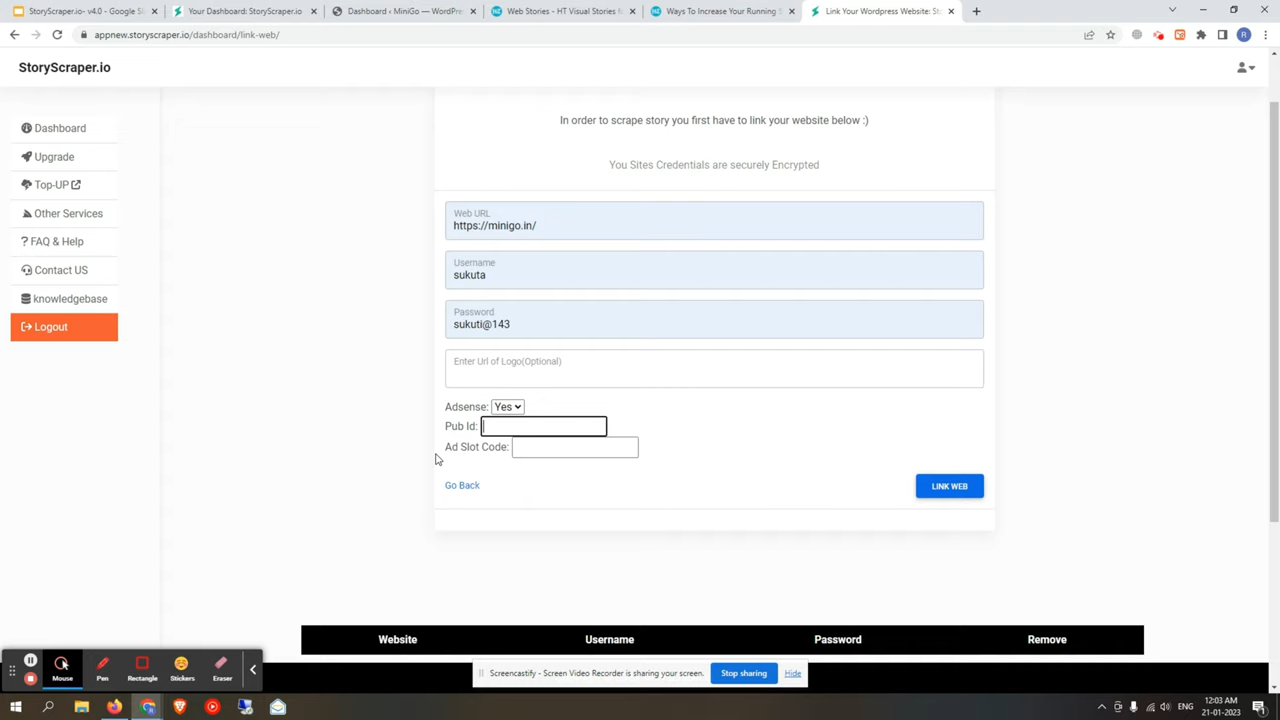 StoryScraper.io- v4.0 - Google Sl
Your Dashboard: StoryScraper.io
Dashboard ‹ MiniGo — WordPre
Web Stories - HT Visual Stories fo
Ways To Increase Your Running S
Link Your Wordpress Website: Sto
appnew.storyscraper.io/dashboard/link-web/
R
StoryScraper.io
Dashboard
Upgrade
Top-UP
Other Services
? FAQ & Help
Contact US
knowledgebase
Logout
In order to scrape story you first have to link your website below :)
You Sites Credentials are securely Encrypted
Web URL
https://minigo.in/
Username
sukuta
Password
sukuti@143
Enter Url of Logo(Optional)
Adsense: Yes
Pub Id:
Ad Slot Code:
Go Back
LINK WEB
Website Username Password Remove
Mouse Pen Rectangle Stickers Eraser
Screencastify - Screen Video Recorder is sharing your screen. Stop sharing Hide
ENG
12:03 AM
21-01-2023